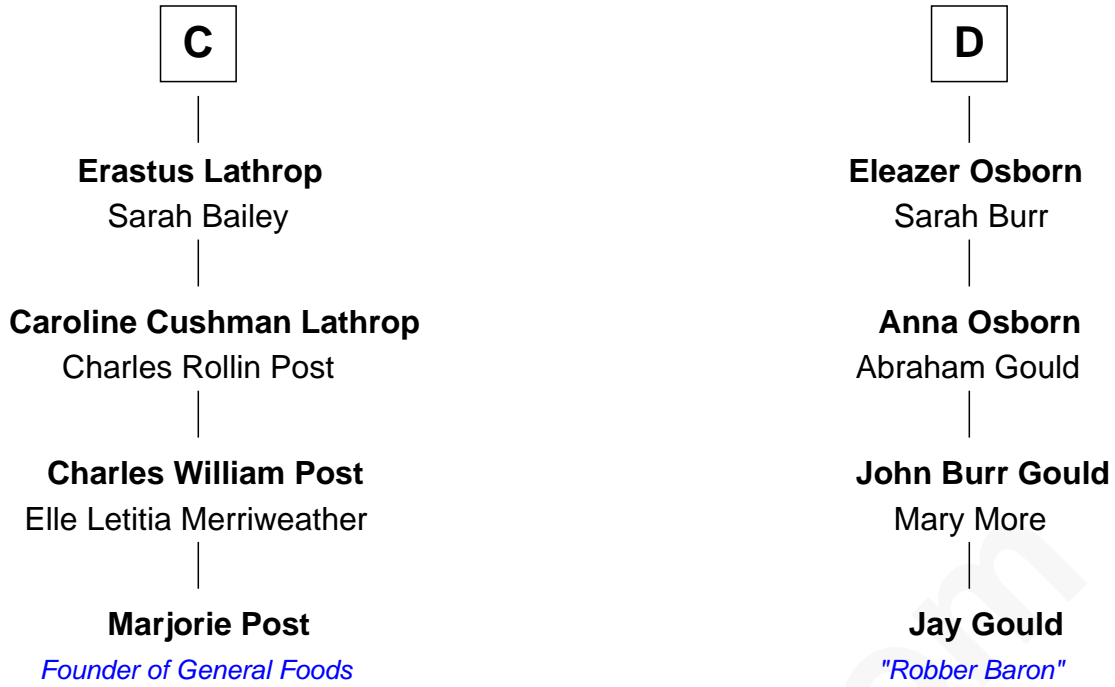 C
Erastus Lathrop
Sarah Bailey
Caroline Cushman Lathrop
Charles Rollin Post
Charles William Post
Elle Letitia Merriweather
Marjorie Post
Founder of General Foods
D
Eleazer Osborn
Sarah Burr
Anna Osborn
Abraham Gould
John Burr Gould
Mary More
Jay Gould
"Robber Baron"